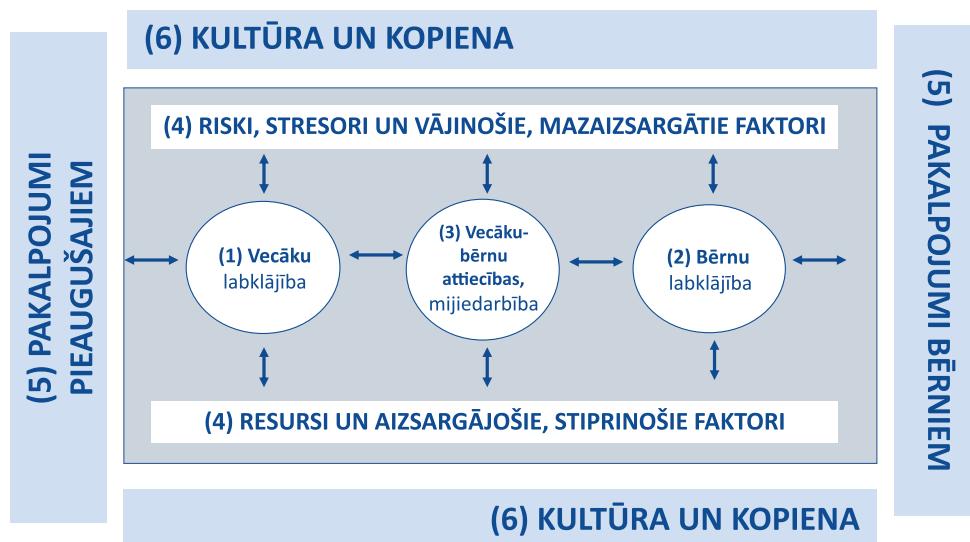 (6) KULTŪRA UN KOPIENA
(5) PAKALPOJUMI
PIEAUGUŠAJIEM
(4) RISKI, STRESORI UN VĀJINOŠIE, MAZAIZSARGĀTIE FAKTORI
(1) Vecāku
labklājība
(3) Vecāku-
bērnu
attiecības,
mijiedarbība
(2) Bērnu
labklājība
(4) RESURSI UN AIZSARGĀJOŠIE, STIPRINOŠIE FAKTORI
(5) PAKALPOJUMI BĒRNIEM
(6) KULTŪRA UN KOPIENA